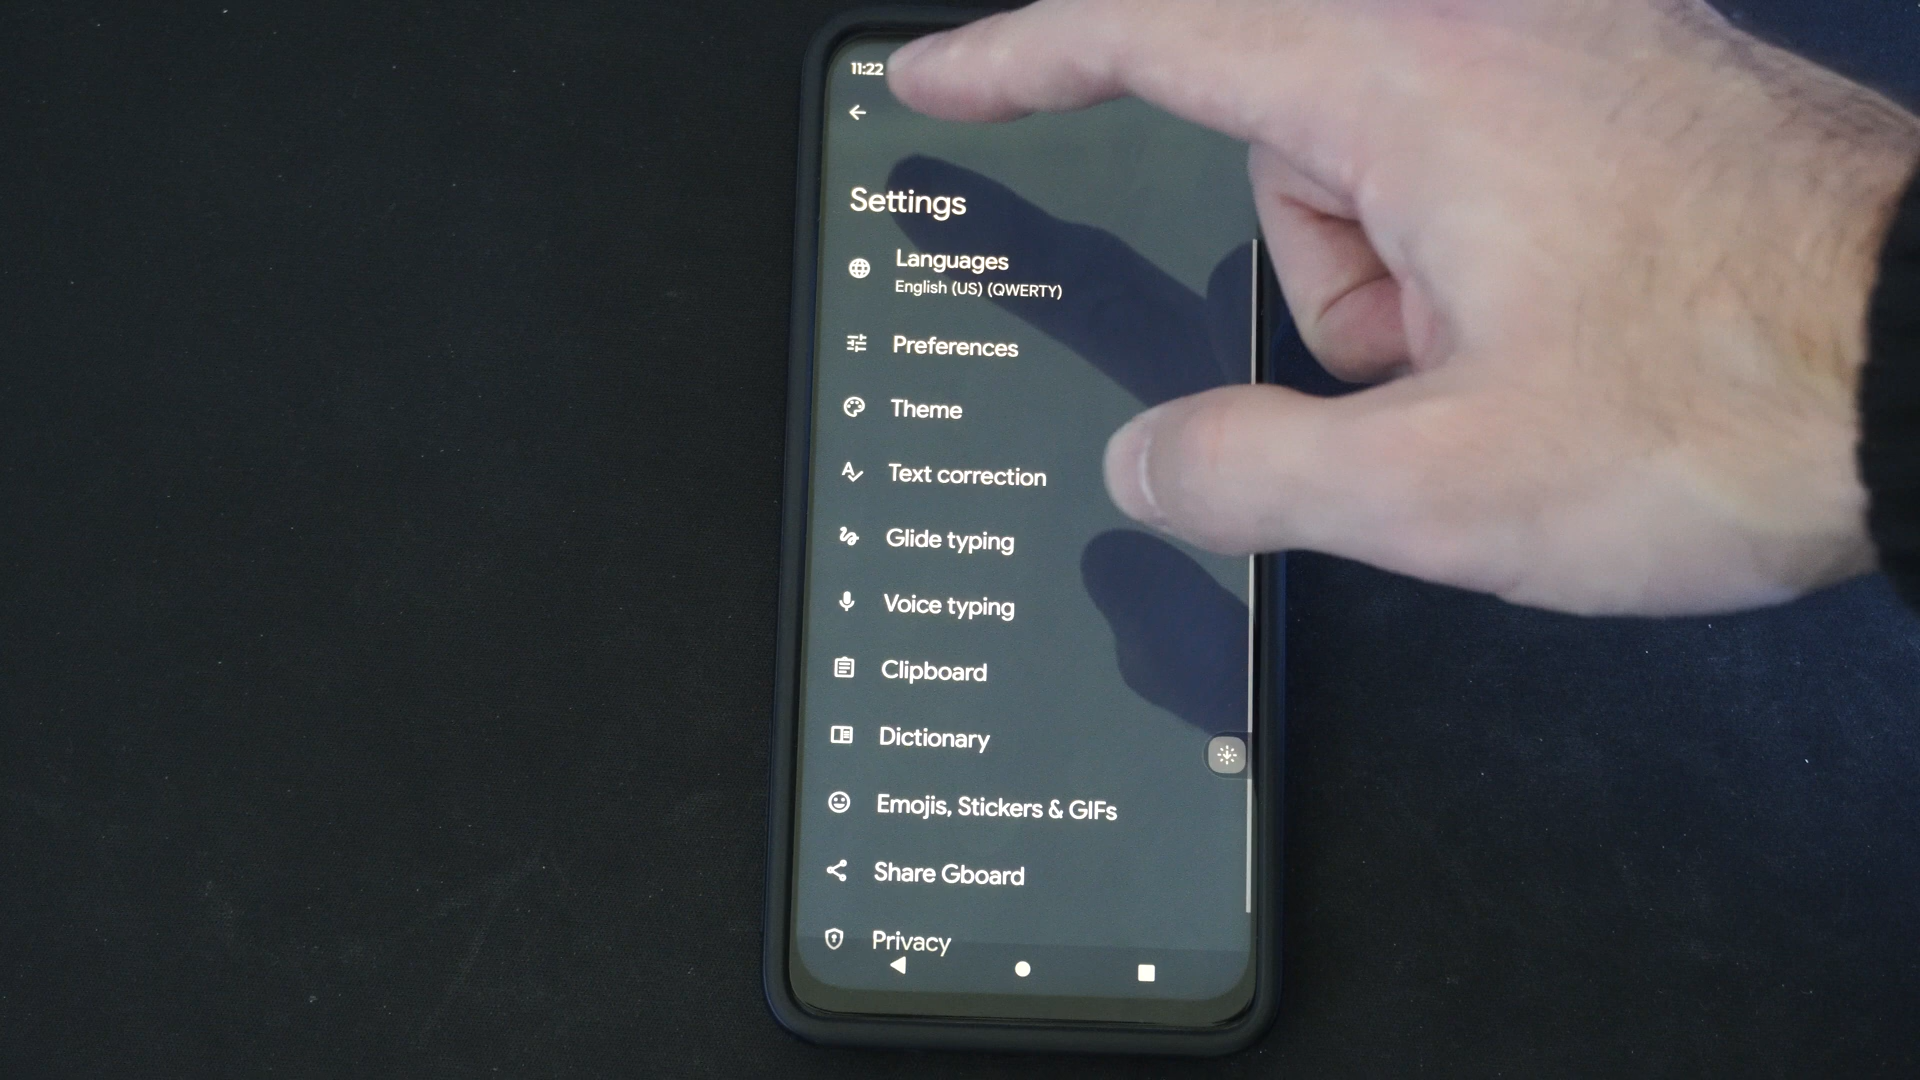 11:22
Settings
Languages
English (US) (QWERTY)
Preferences
Theme
Text correction
Glide typing
Voice typing
Clipboard
Dictionary
Emojis, Stickers & GIFs
Share Gboard
Privacy